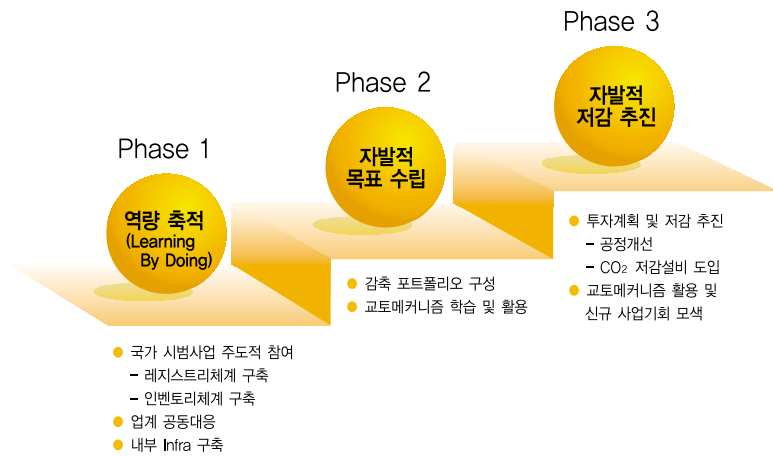 Phase 1
역량 축적
(Learning
By Doing)
● 국가 시범사업 주도적 참여
– 레지스트리체계 구축
– 인벤토리체계 구축
● 업계 공동대응
● 내부 Infra 구축
Phase 2
자발적
목표 수립
● 감축 포트폴리오 구성
● 교토메커니즘 학습 및 활용
Phase 3
자발적
저감 추진
● 투자계획 및 저감 추진
– 공정개선
– CO₂ 저감설비 도입
● 교토메커니즘 활용 및
신규 사업기회 모색